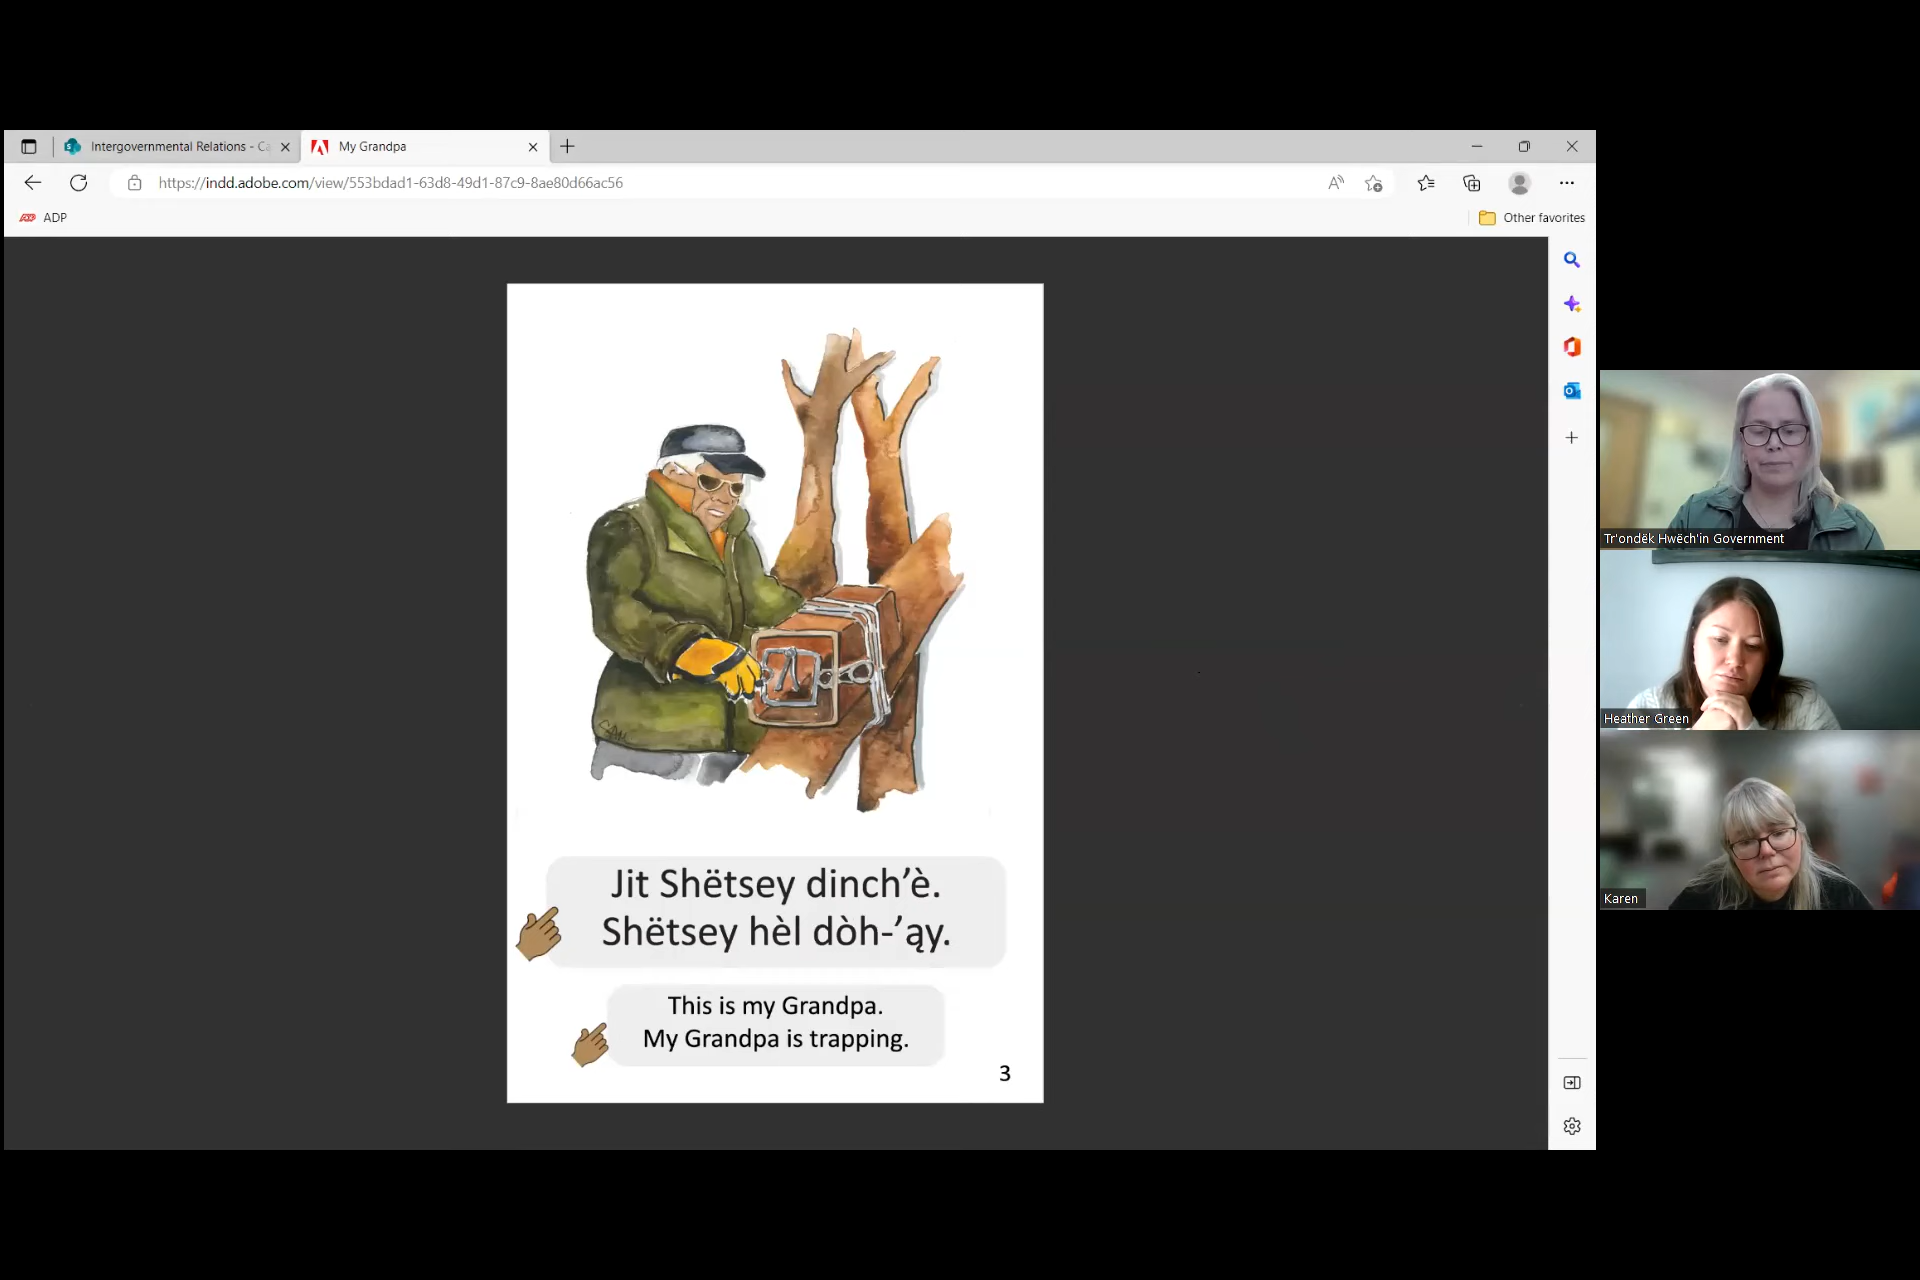 Intergovernmental Relations - Ca
My Grandpa
https://indd.adobe.com/view/553bdad1-63d8-49d1-87c9-8ae80d66ac56
ADP
Other favorites
Jit Shëtsey dinch’è.
Shëtsey hèl dòh-’ąy.
This is my Grandpa.
My Grandpa is trapping.
3
Tr'ondëk Hwëch'in Government
Heather Green
Karen